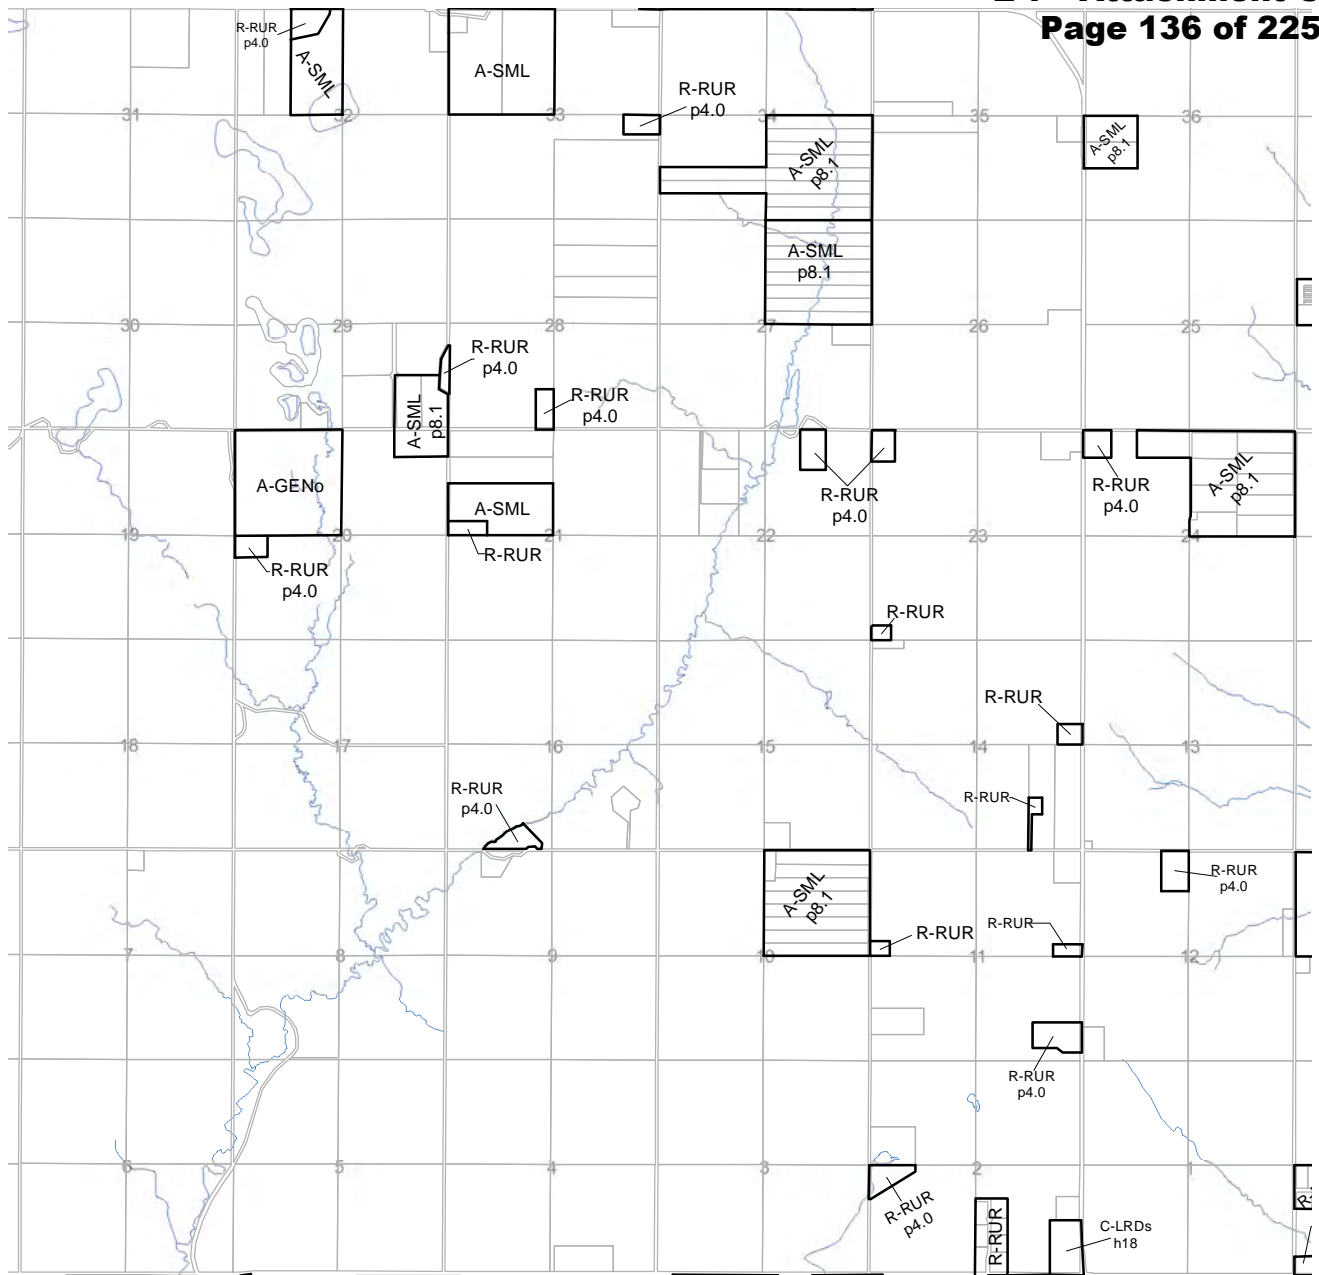 Page 136 of 225
R-RUR
p4.0
A-SML
A-SML
R-RUR
p4.0
31
32
33
34
35
36
A-SML
p8.1
A-SML
p8.1
A-SML
p8.1
30
29
28
27
26
25
R-RUR
p4.0
R-RUR
p4.0
A-SML
p8.1
A-GENo
A-SML
R-RUR
p4.0
R-RUR
p4.0
A-SML
p8.1
19
20
21
22
23
24
R-RUR
R-RUR
p4.0
R-RUR
R-RUR
18
17
16
15
14
13
R-RUR
p4.0
R-RUR
A-SML
p8.1
R-RUR
p4.0
R-RUR
R-RUR
7
8
9
10
11
12
R-RUR
p4.0
6
5
4
3
2
1
R-RUR
p4.0
R-RUR
C-LRDs
h18